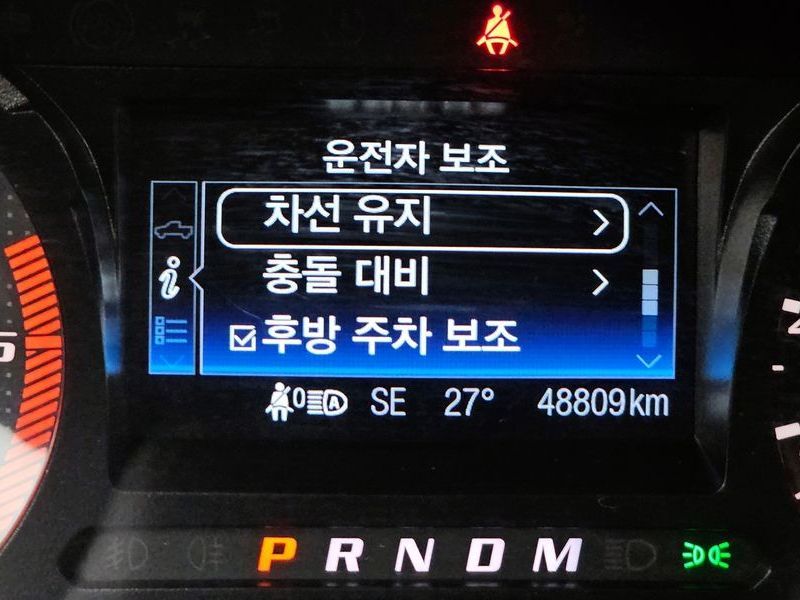 운전자 보조
차선 유지
충돌 대비
후방 주차 보조
0 A SE 27° 48809km
P R N D M